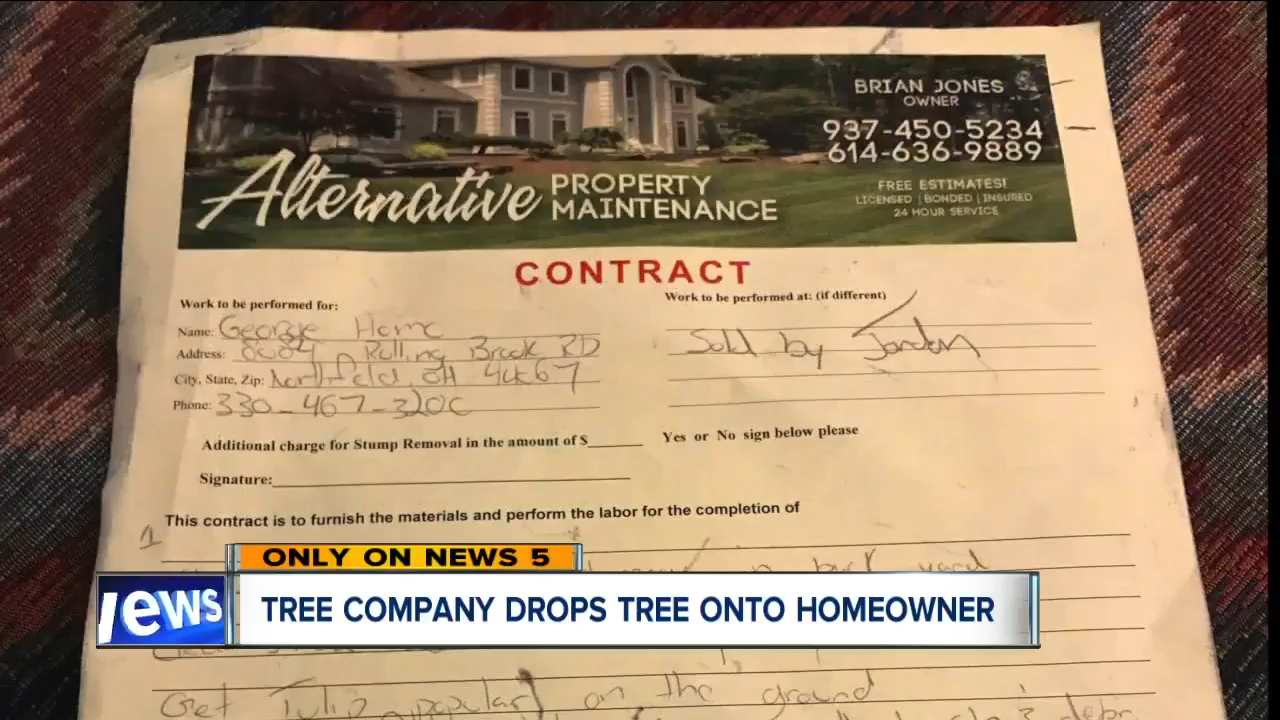 BRIAN JONES
OWNER
937-450-5234
614-636-9889
Alternative PROPERTY MAINTENANCE
FREE ESTIMATES!
LICENSED | BONDED | INSURED
24 HOUR SERVICE
CONTRACT
Work to be performed for:
Work to be performed at: (if different)
Name: George
Address: Rolling Brook RD
Sold by Jordan
City, State, Zip: Northfield, OH
Phone: 330-467-
Additional charge for Stump Removal in the amount of $
Yes or No sign below please
Signature:
This contract is to furnish the materials and perform the labor for the completion of
1
in back yard
ONLY ON NEWS 5
NEWS
TREE COMPANY DROPS TREE ONTO HOMEOWNER
Get Tulip popular on the ground